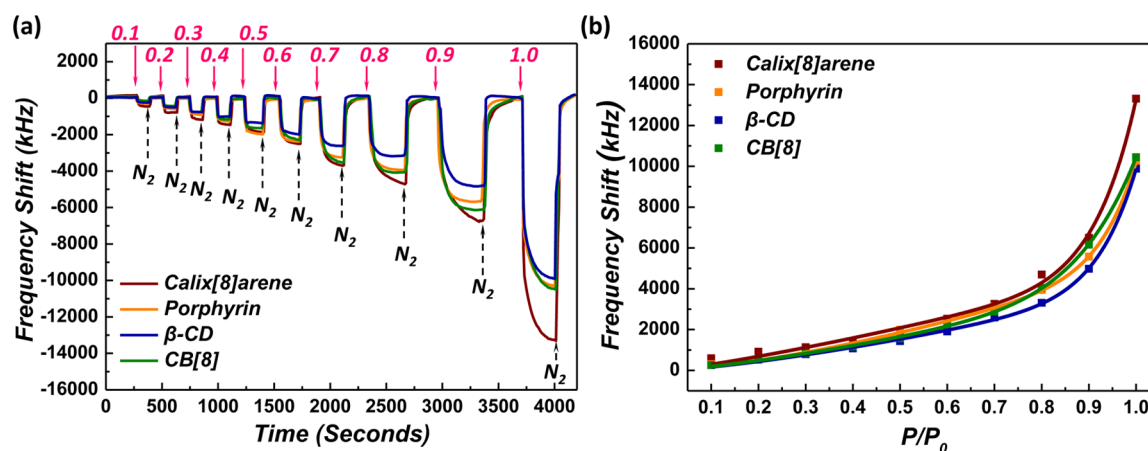 (a)
0.1
0.2
0.3
0.4
0.5
0.6
0.7
0.8
0.9
1.0
2000
0
-2000
-4000
-6000
-8000
-10000
-12000
-14000
-16000
Frequency Shift (kHz)
N2
N2
N2
N2
N2
N2
N2
N2
N2
N2
Calix[8]arene
Porphyrin
β-CD
CB[8]
0 500 1000 1500 2000 2500 3000 3500 4000
Time (Seconds)
(b)
16000
14000
12000
10000
8000
6000
4000
2000
0
Frequency Shift (kHz)
Calix[8]arene
Porphyrin
β-CD
CB[8]
0.1 0.2 0.3 0.4 0.5 0.6 0.7 0.8 0.9 1.0
P/P0